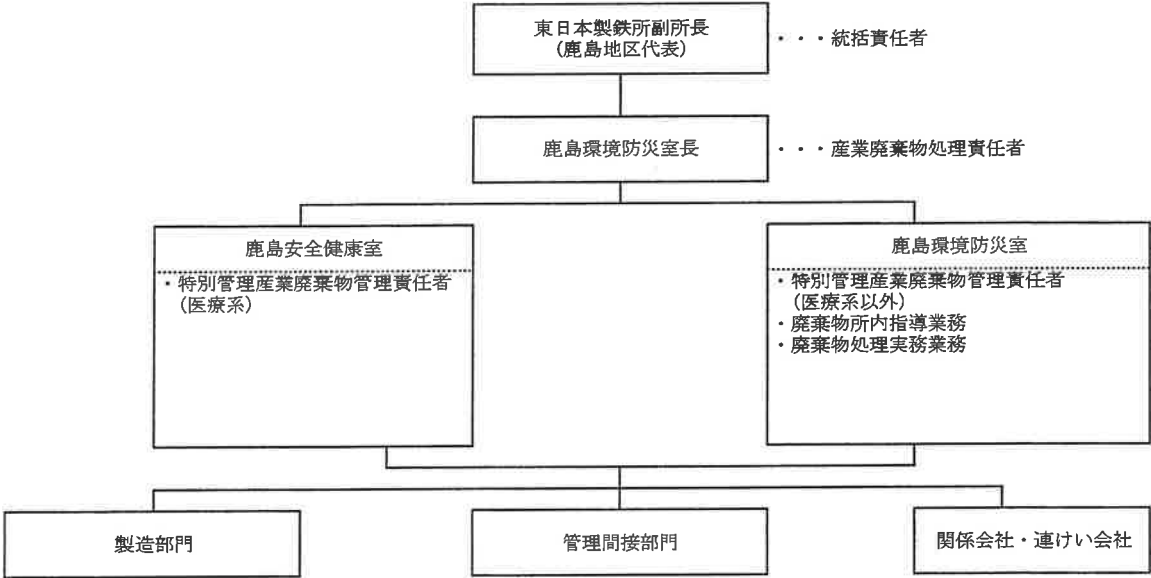 東日本製鉄所副所長
(鹿島地区代表)
・・・統括責任者
鹿島環境防災室長
・・・産業廃棄物処理責任者
鹿島安全健康室
・特別管理産業廃棄物管理責任者
(医療系)
鹿島環境防災室
・特別管理産業廃棄物管理責任者
(医療系以外)
・廃棄物所内指導業務
・廃棄物処理実務業務
製造部門
管理間接部門
関係会社・連けい会社